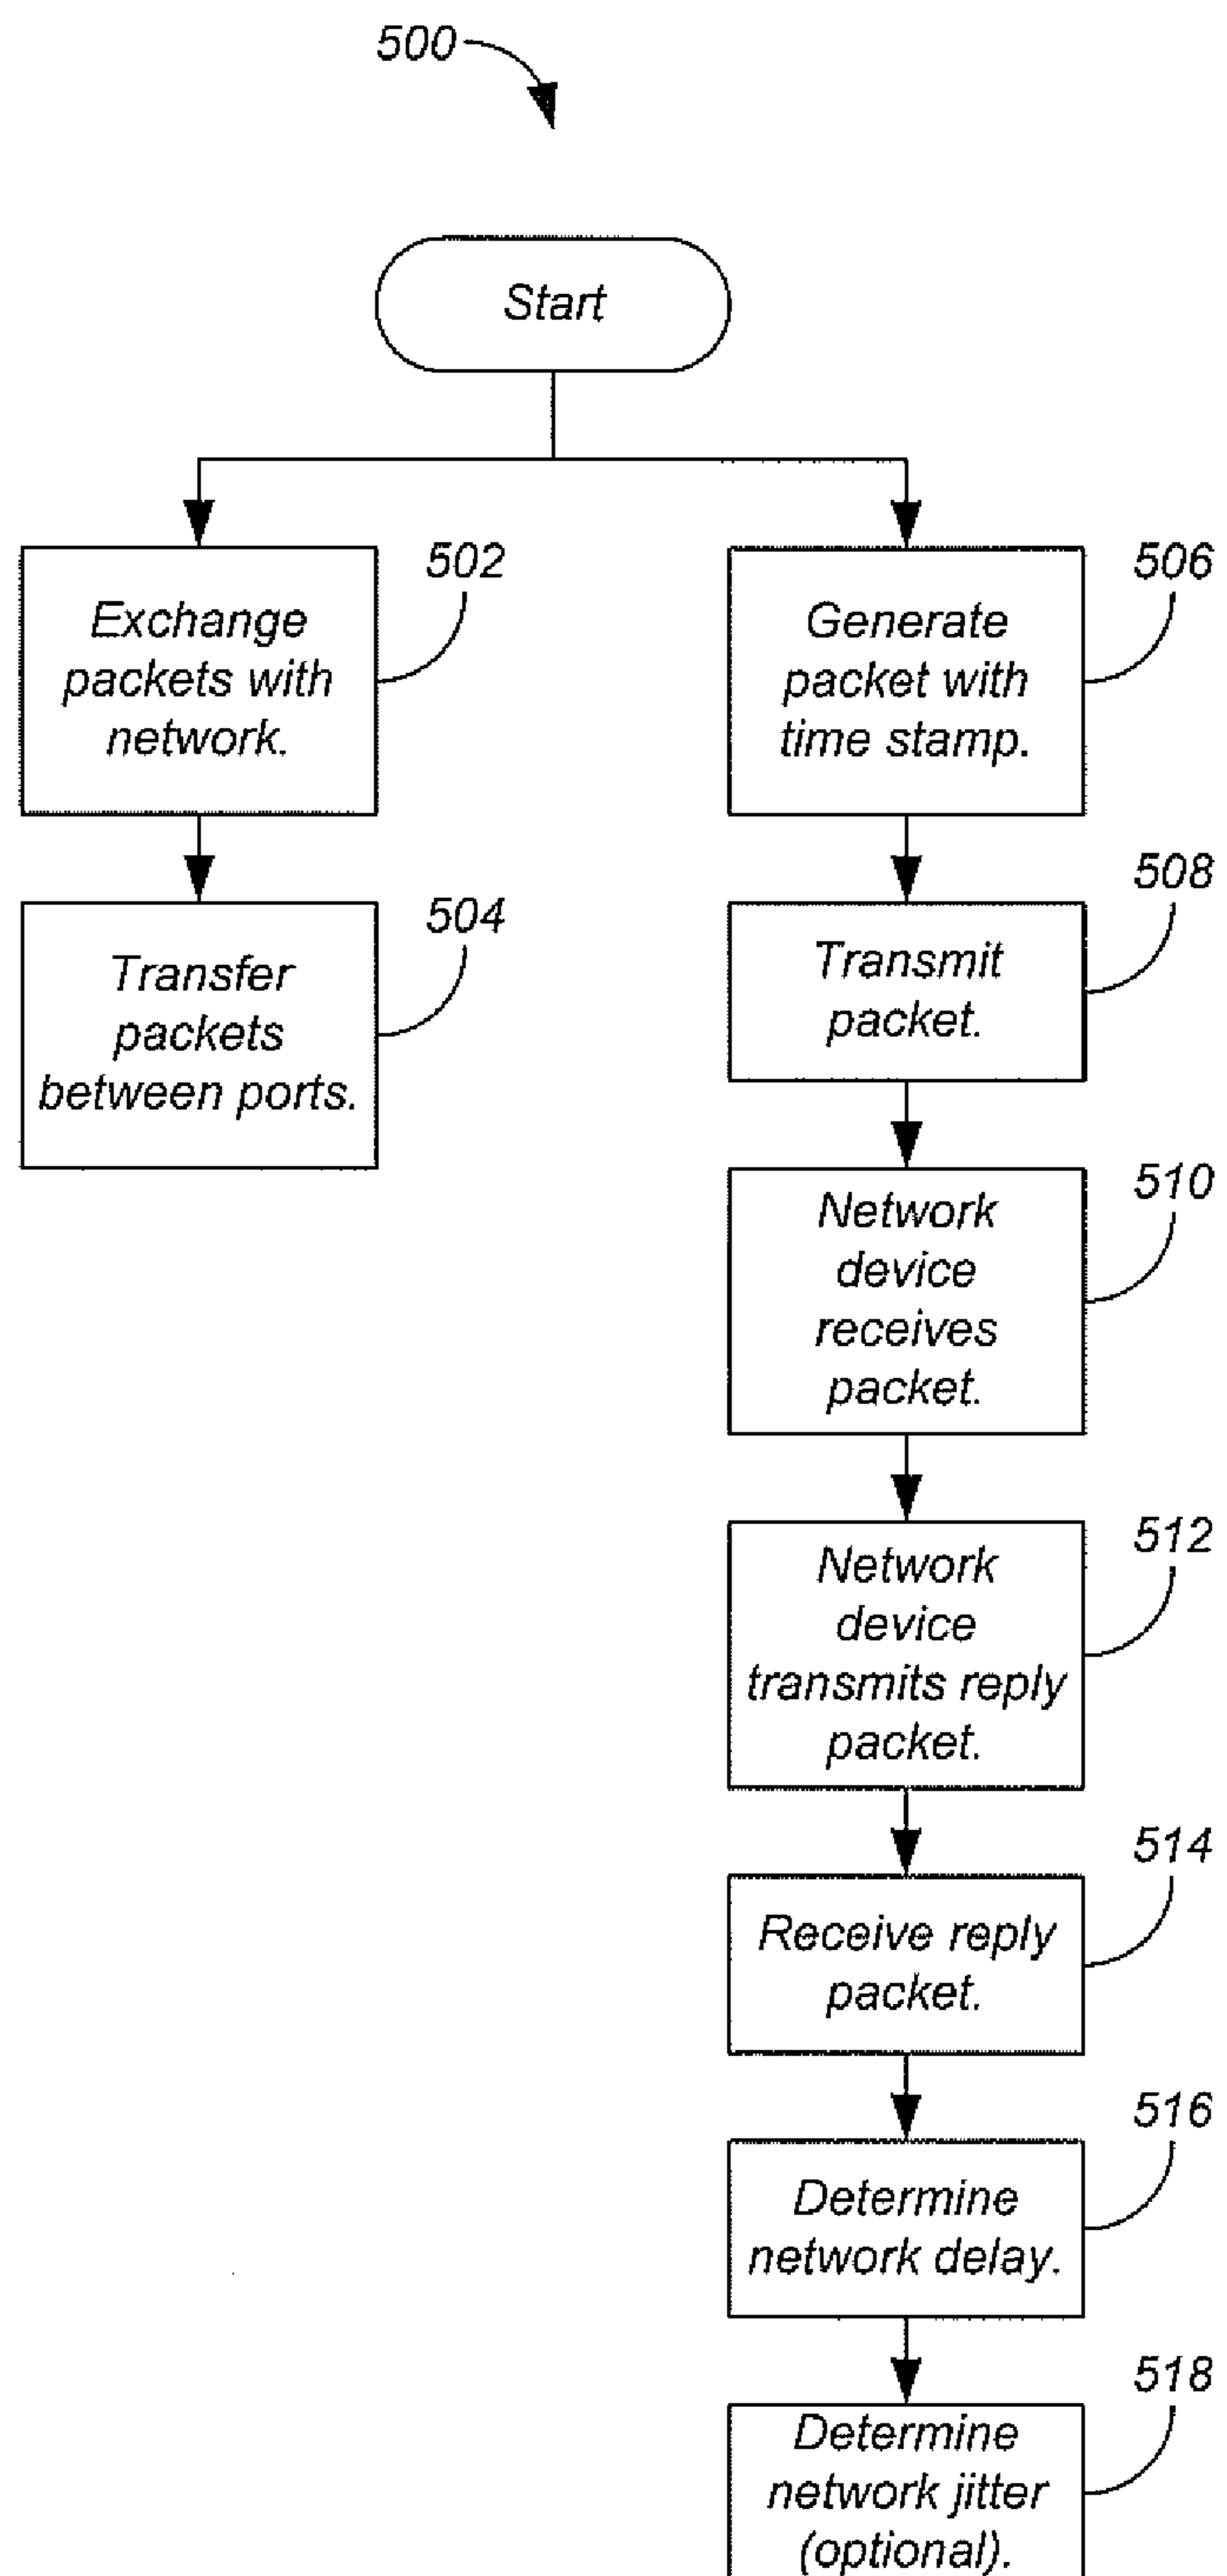 500
Start
502
Exchange
packets with
network.
504
Transfer
packets
between ports.
506
Generate
packet with
time stamp.
508
Transmit
packet.
510
Network
device
receives
packet.
512
Network
device
transmits reply
packet.
514
Receive reply
packet.
516
Determine
network delay.
518
Determine
network jitter
(optional).